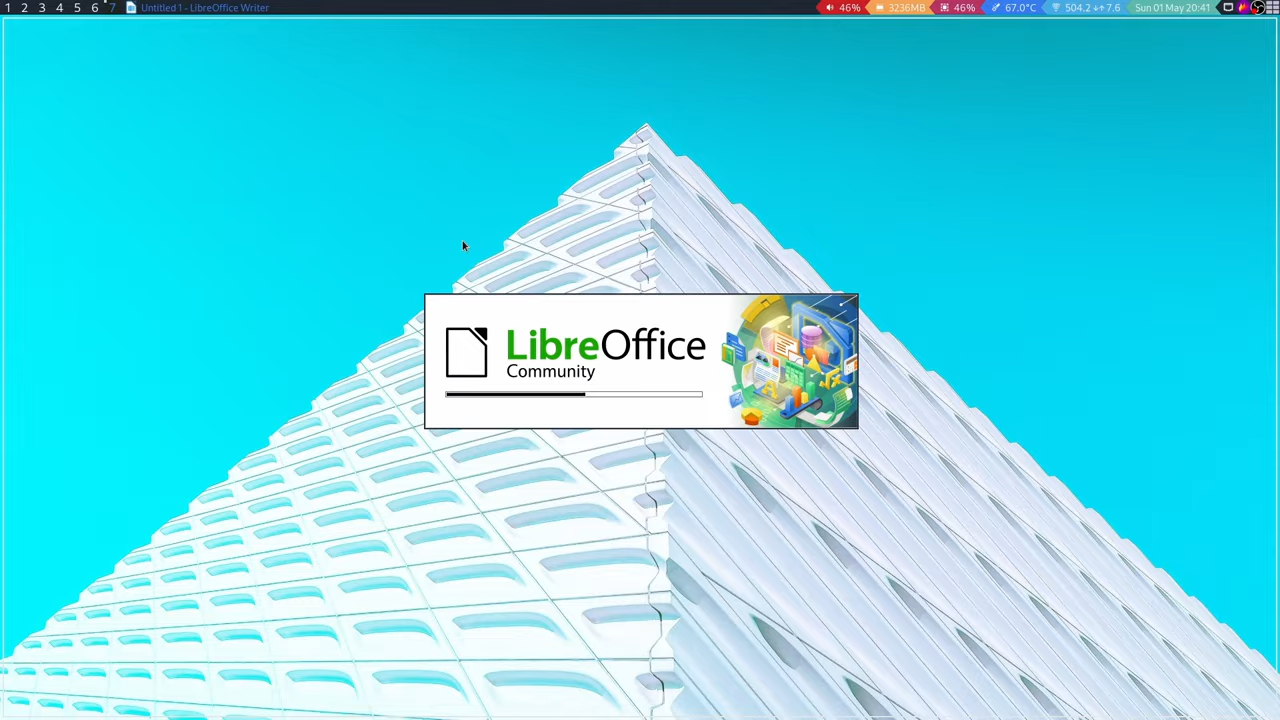 1 2 3 4 5 6 7 Untitled 1 - LibreOffice Writer 46% 3236MB 46% 67.0°C 504.2 ↓↑ 7.6 Sun 01 May 20:41
LibreOffice
Community